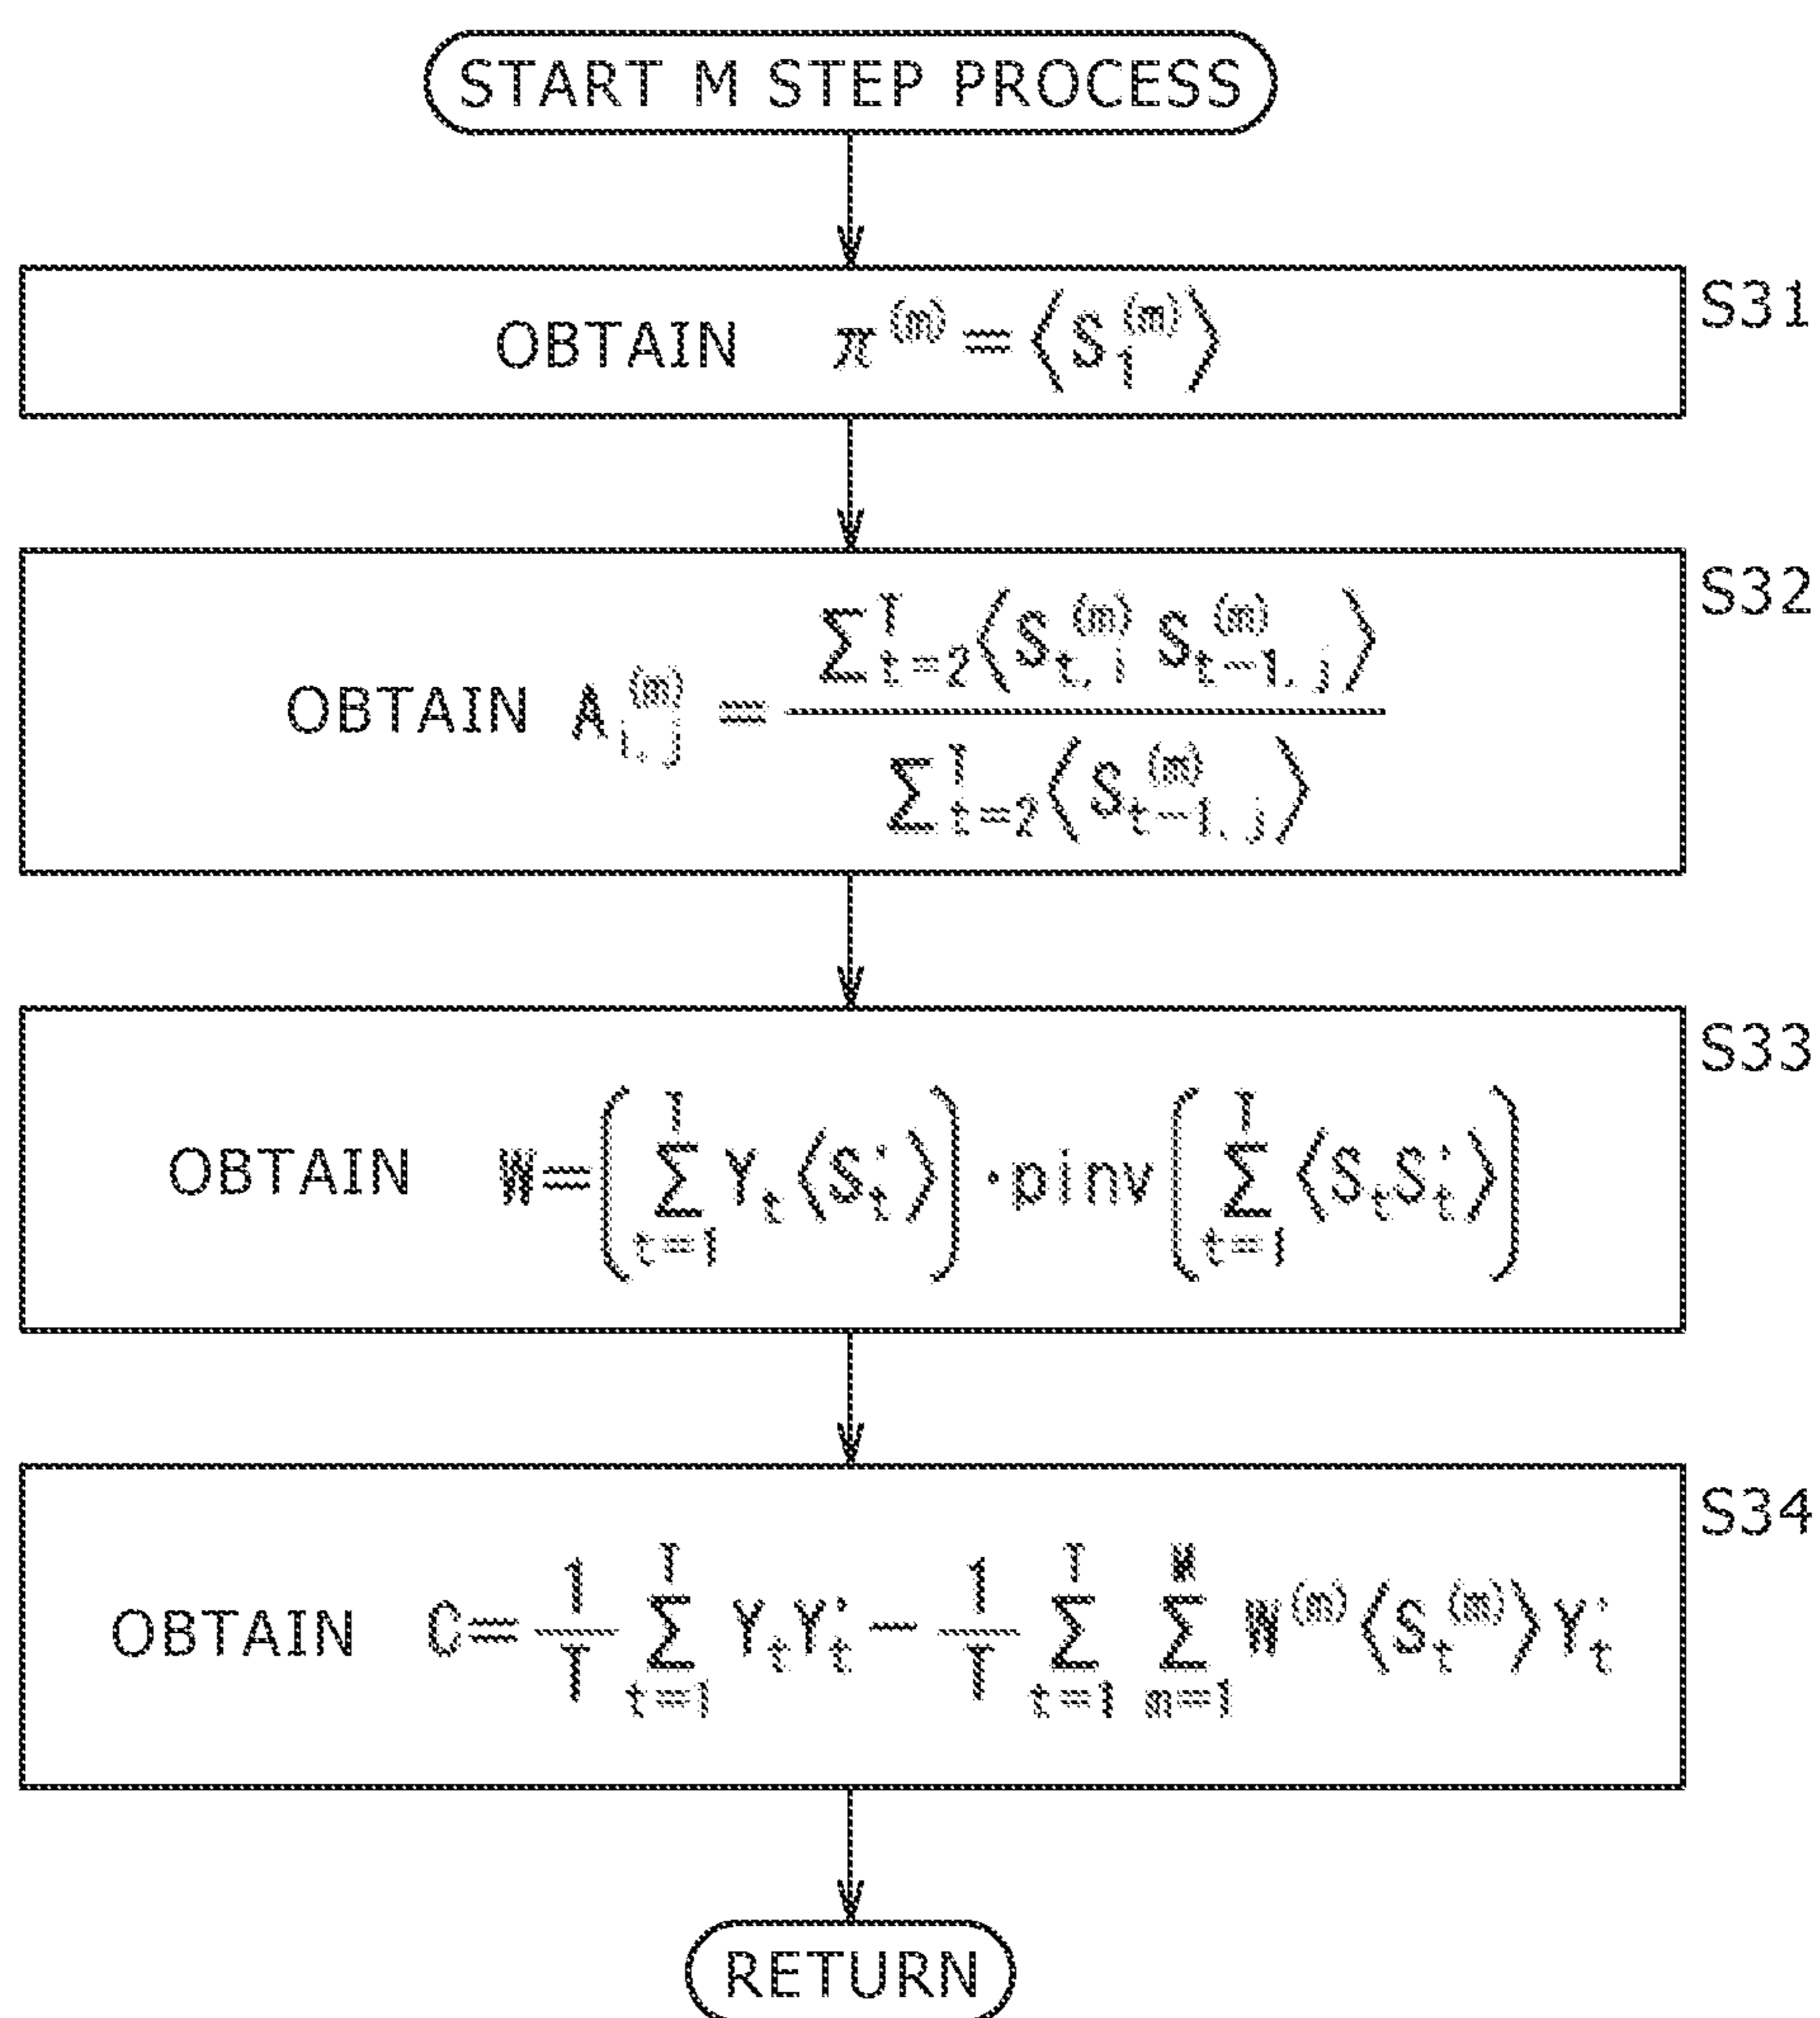 START M STEP PROCESS
S31
OBTAIN π^(m) = ⟨S_1^(m)⟩
S32
OBTAIN A_{i,j}^(m) = Σ_{t=2}^T ⟨S_{t,i}^(m) S_{t-1,j}^(m)⟩ / Σ_{t=2}^T ⟨S_{t-1,j}^(m)⟩
S33
OBTAIN W = (Σ_{t=1}^T Y_t ⟨S_t'⟩) · pinv (Σ_{t=1}^T ⟨S_t S_t'⟩)
S34
OBTAIN C = 1/T Σ_{t=1}^T Y_t Y_t' − 1/T Σ_{t=1}^T Σ_{m=1}^M W^(m) ⟨S_t^(m)⟩ Y_t'
RETURN